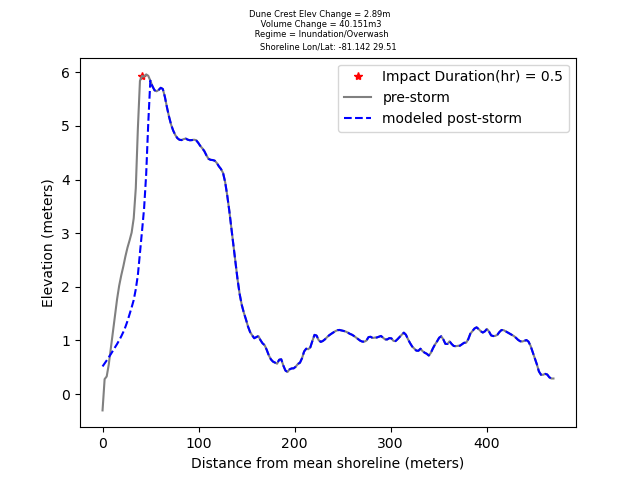 Dune Crest Elev Change = 2.89m
Volume Change = 40.151m3
Regime = Inundation/Overwash
Shoreline Lon/Lat: -81.142 29.51
Impact Duration(hr) = 0.5
pre-storm
modeled post-storm
6
5
4
3
2
1
0
Elevation (meters)
0 100 200 300 400
Distance from mean shoreline (meters)